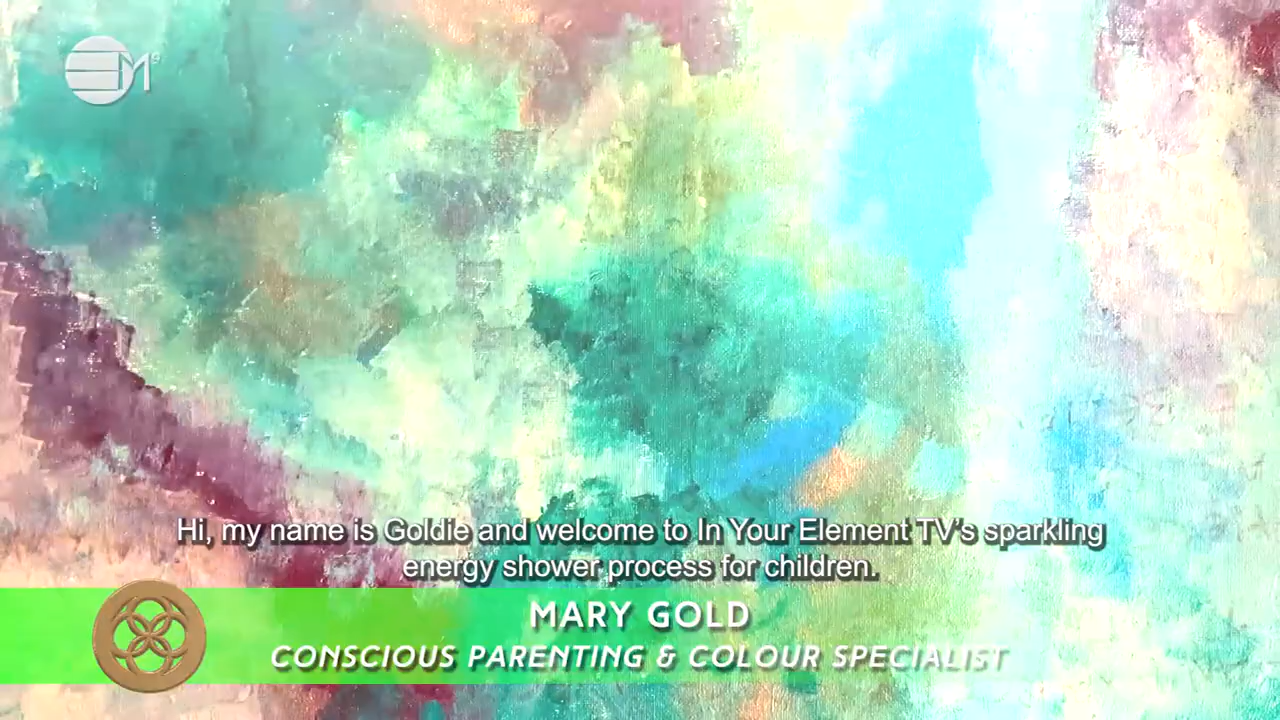 EMº
Hi, my name is Goldie and welcome to In Your Element TV's sparkling
energy shower process for children.
MARY GOLD
CONSCIOUS PARENTING & COLOUR SPECIALIST